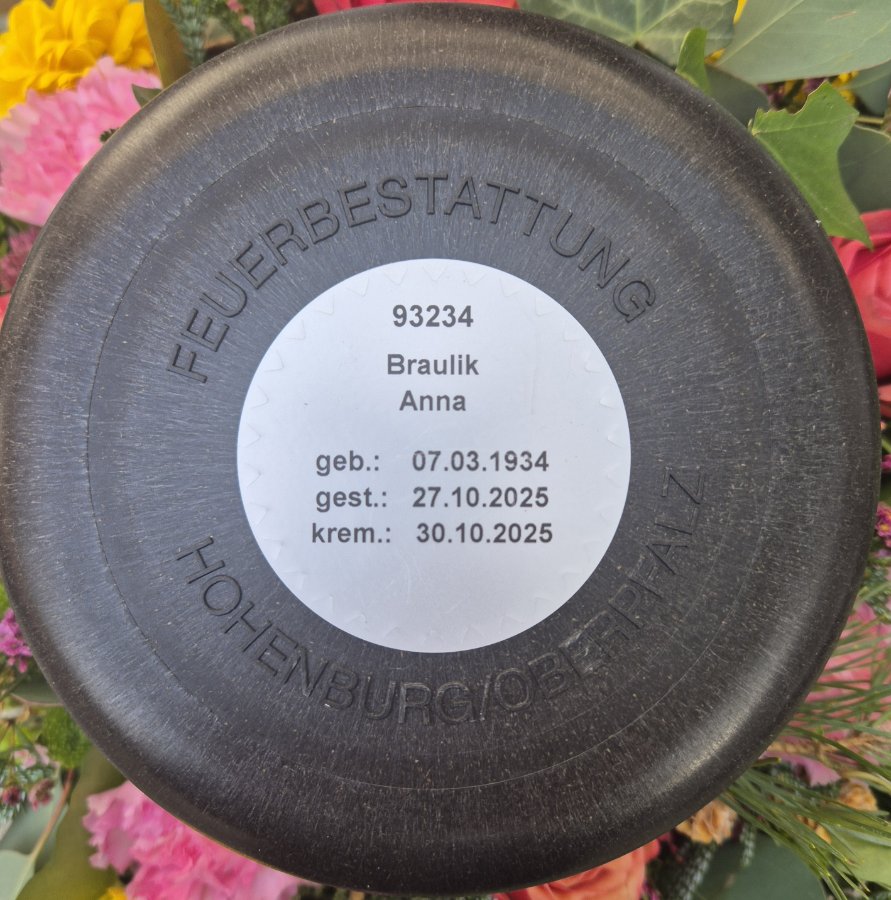 FEUERBESTATTUNG
93234
Braulik
Anna
geb.: 07.03.1934
gest.: 27.10.2025
krem.: 30.10.2025
HOHENBURG/OBERPFALZ